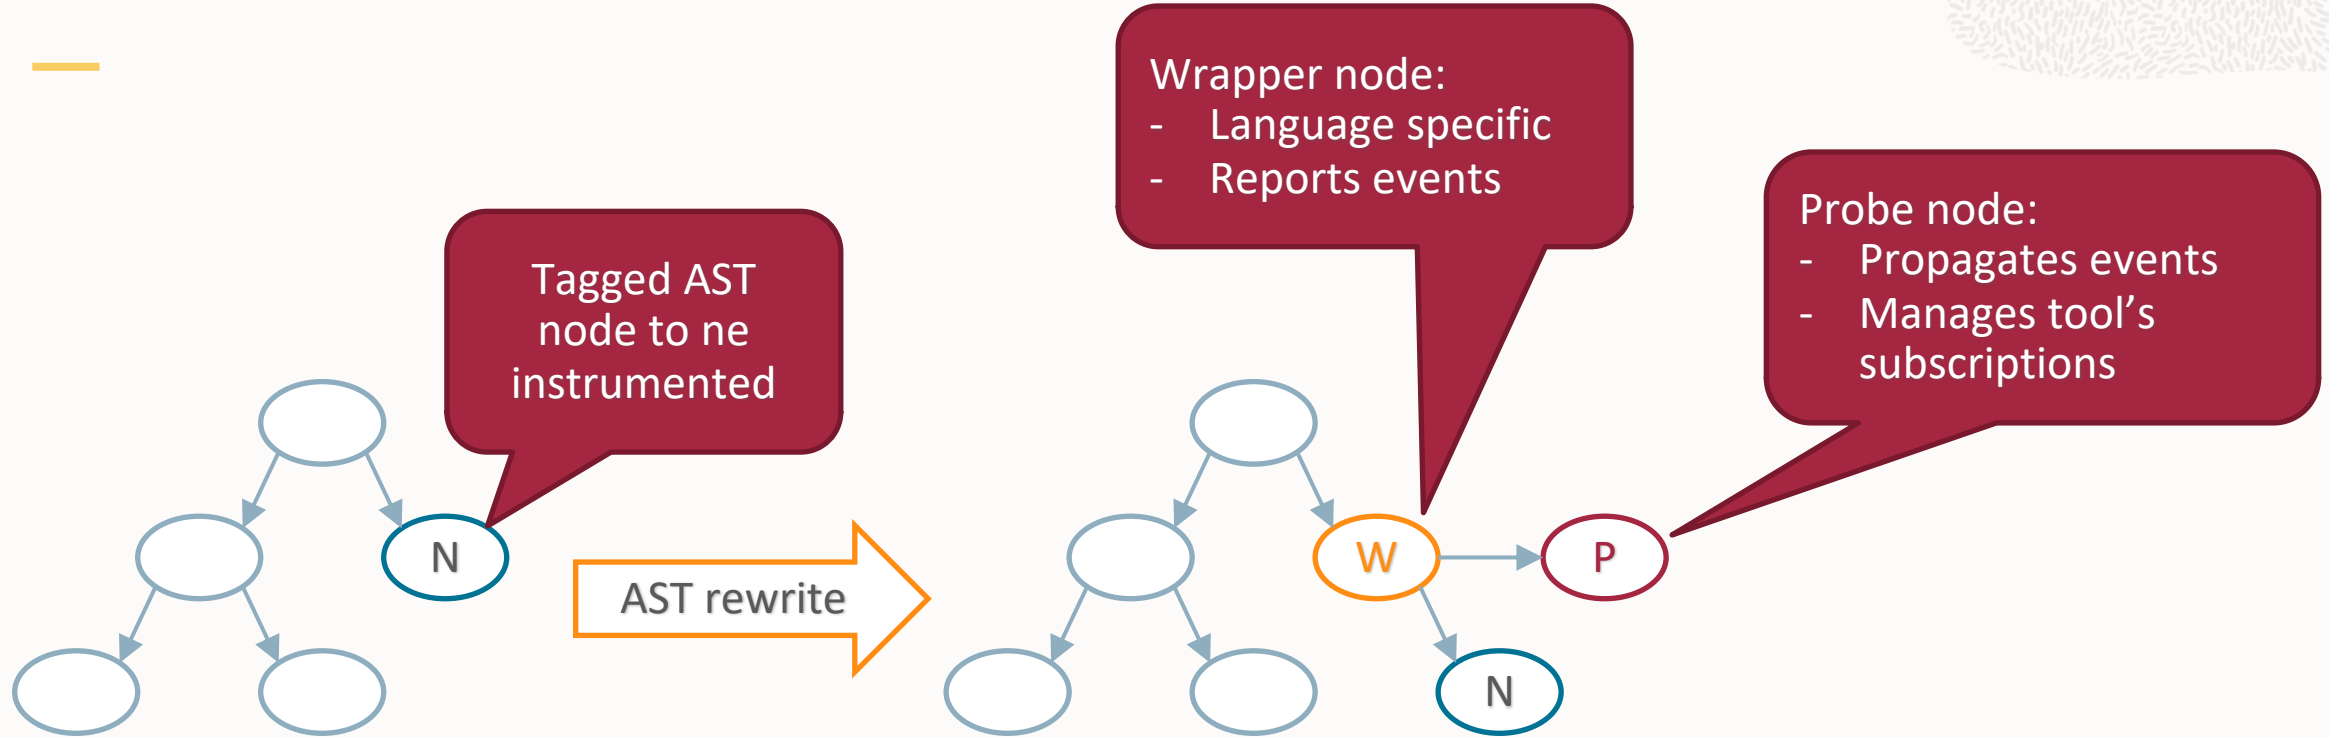 Tagged AST
node to ne
instrumented
N
AST rewrite
Wrapper node:
- Language specific
- Reports events
Probe node:
- Propagates events
- Manages tool’s
subscriptions
W
P
N